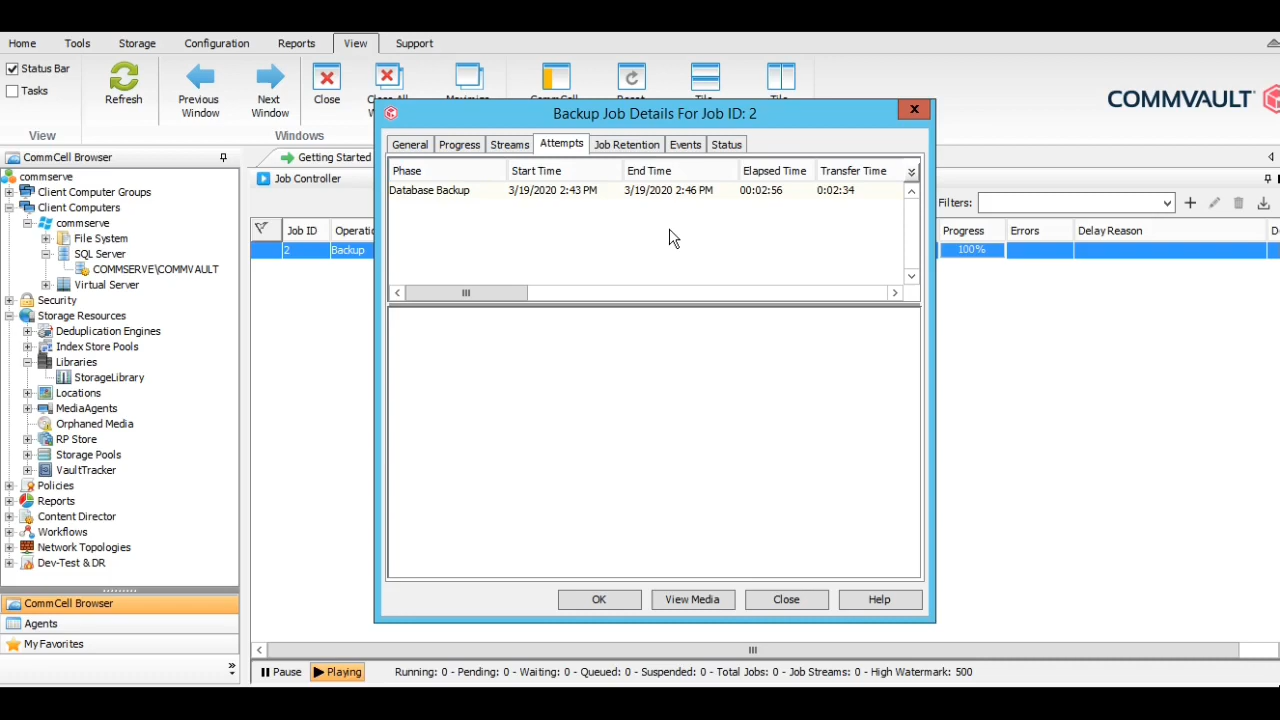 Home Tools Storage Configuration Reports View Support
Status Bar
Tasks
Refresh
Previous Window
Next Window
Close
View
Windows
COMMVAULT
Backup Job Details For Job ID: 2
General Progress Streams Attempts Job Retention Events Status
Phase Start Time End Time Elapsed Time Transfer Time
Database Backup 3/19/2020 2:43 PM 3/19/2020 2:46 PM 00:02:56 0:02:34
OK View Media Close Help
CommCell Browser
commserve
Client Computer Groups
Client Computers
commserve
File System
SQL Server
COMMSERVE\COMMVAULT
Virtual Server
Security
Storage Resources
Deduplication Engines
Index Store Pools
Libraries
StorageLibrary
Locations
MediaAgents
Orphaned Media
RP Store
Storage Pools
VaultTracker
Policies
Reports
Content Director
Workflows
Network Topologies
Dev-Test & DR
CommCell Browser
Agents
MyFavorites
Getting Started
Job Controller
Filters:
Job ID Operatio Progress Errors Delay Reason D
2 Backup 100%
Pause Playing Running: 0 - Pending: 0 - Waiting: 0 - Queued: 0 - Suspended: 0 - Total Jobs: 0 - Job Streams: 0 - High Watermark: 500